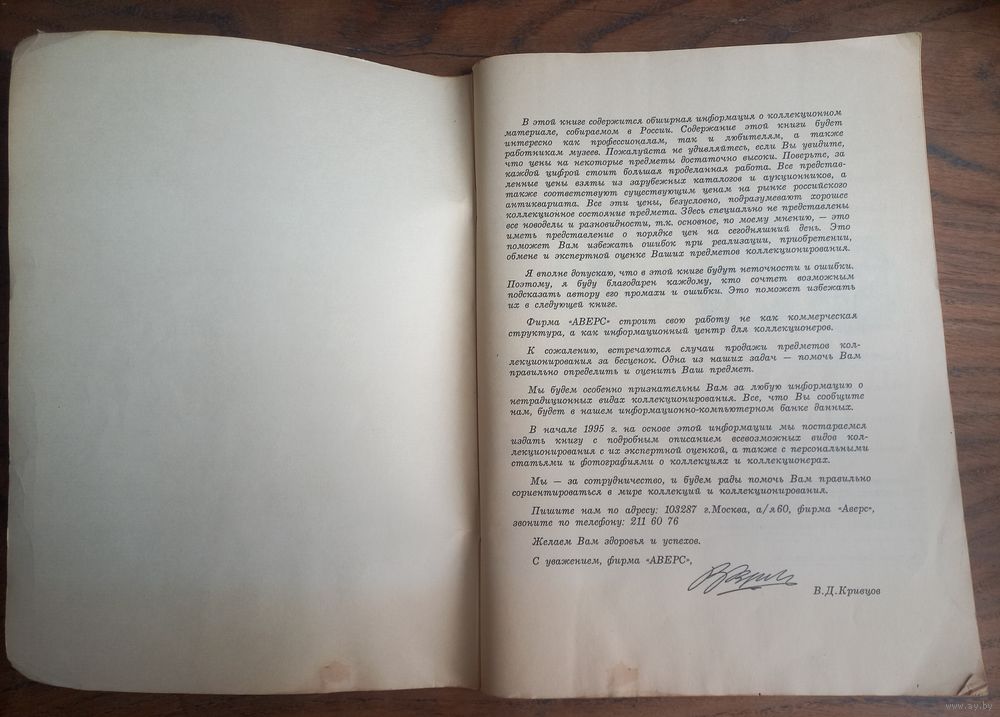 В этой книге содержится обширная информация о коллекционном
материале, собираемом в России. Содержание этой книги будет
интересно как профессионалам, так и любителям, а также
работникам музеев. Пожалуйста не удивляйтесь, если Вы увидите,
что цены на некоторые предметы достаточно высоки. Поверьте, за
каждой цифрой стоит большая проделанная работа. Все представ-
ленные цены взяты из зарубежных каталогов и аукционников, а
также соответствуют существующим ценам на рынке российского
антиквариата. Все эти цены, безусловно, подразумевают хорошее
коллекционное состояние предмета. Здесь специально не представлены
все новоделы и разновидности, т.к. основное, по моему мнению, — это
иметь представление о порядке цен на сегодняшний день. Это
поможет Вам избежать ошибок при реализации, приобретении,
обмене и экспертной оценке Ваших предметов коллекционирования.
Я вполне допускаю, что в этой книге будут неточности и ошибки.
Поэтому, я буду благодарен каждому, кто сочтет возможным
подсказать автору его промахи и ошибки. Это поможет избежать
их в следующей книге.
Фирма «АВЕРС» строит свою работу не как коммерческая
структура, а как информационный центр для коллекционеров.
К сожалению, встречаются случаи продажи предметов кол-
лекционирования за бесценок. Одна из наших задач — помочь Вам
правильно определить и оценить Ваш предмет.
Мы будем особенно признательны Вам за любую информацию о
нетрадиционных видах коллекционирования. Все, что Вы сообщите
нам, будет в нашем информационно-компьютерном банке данных.
В начале 1995 г. на основе этой информации мы постараемся
издать книгу с подробным описанием всевозможных видов кол-
лекционирования с их экспертной оценкой, а также с персональными
статьями и фотографиями о коллекциях и коллекционерах.
Мы — за сотрудничество, и будем рады помочь Вам правильно
сориентироваться в мире коллекций и коллекционирования.
Пишите нам по адресу: 103287 г.Москва, а/я60, фирма «Аверс»,
звоните по телефону: 211 60 76
Желаем Вам здоровья и успехов.
С уважением, фирма «АВЕРС»,
В.Д.Кривцов
www.ay.by